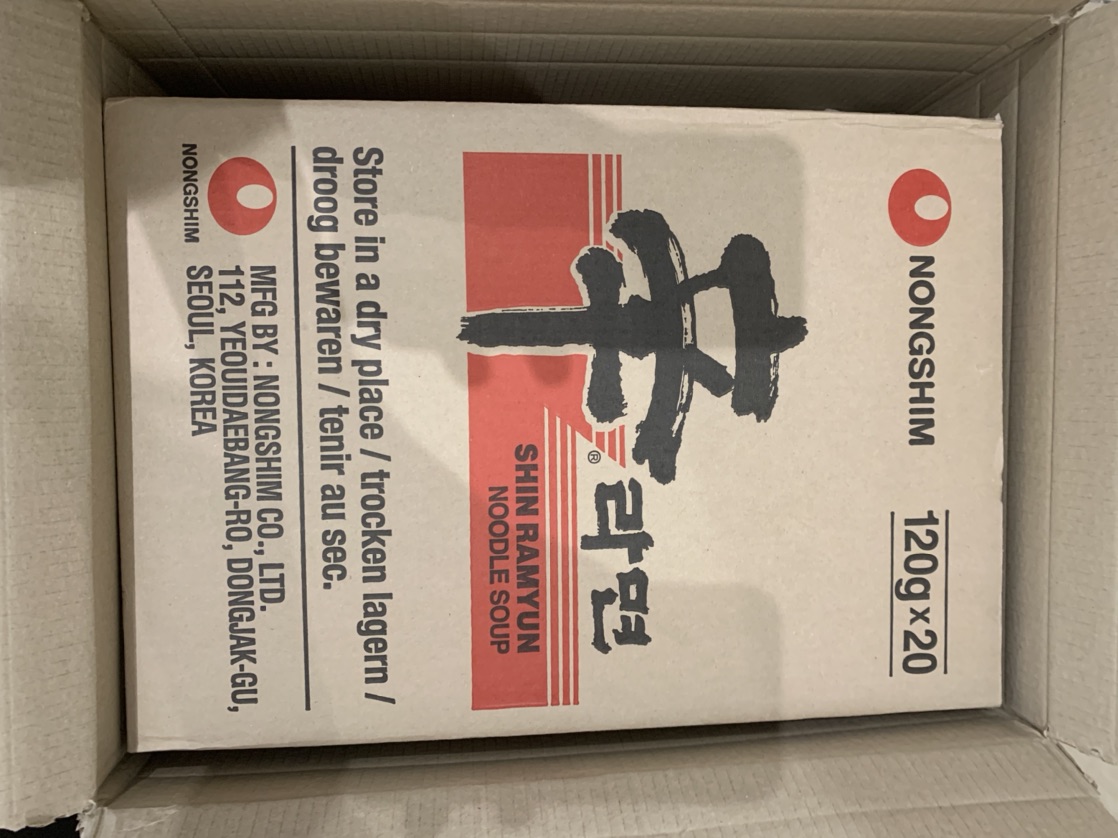 NONGSHIM
120g x 20
辛라면®
SHIN RAMYUN
NOODLE SOUP
Store in a dry place / trocken lagern /
droog bewaren / tenir au sec.
NONGSHIM
MFG BY : NONGSHIM CO., LTD.
112, YEOUIDAEBANG-RO, DONGJAK-GU,
SEOUL, KOREA